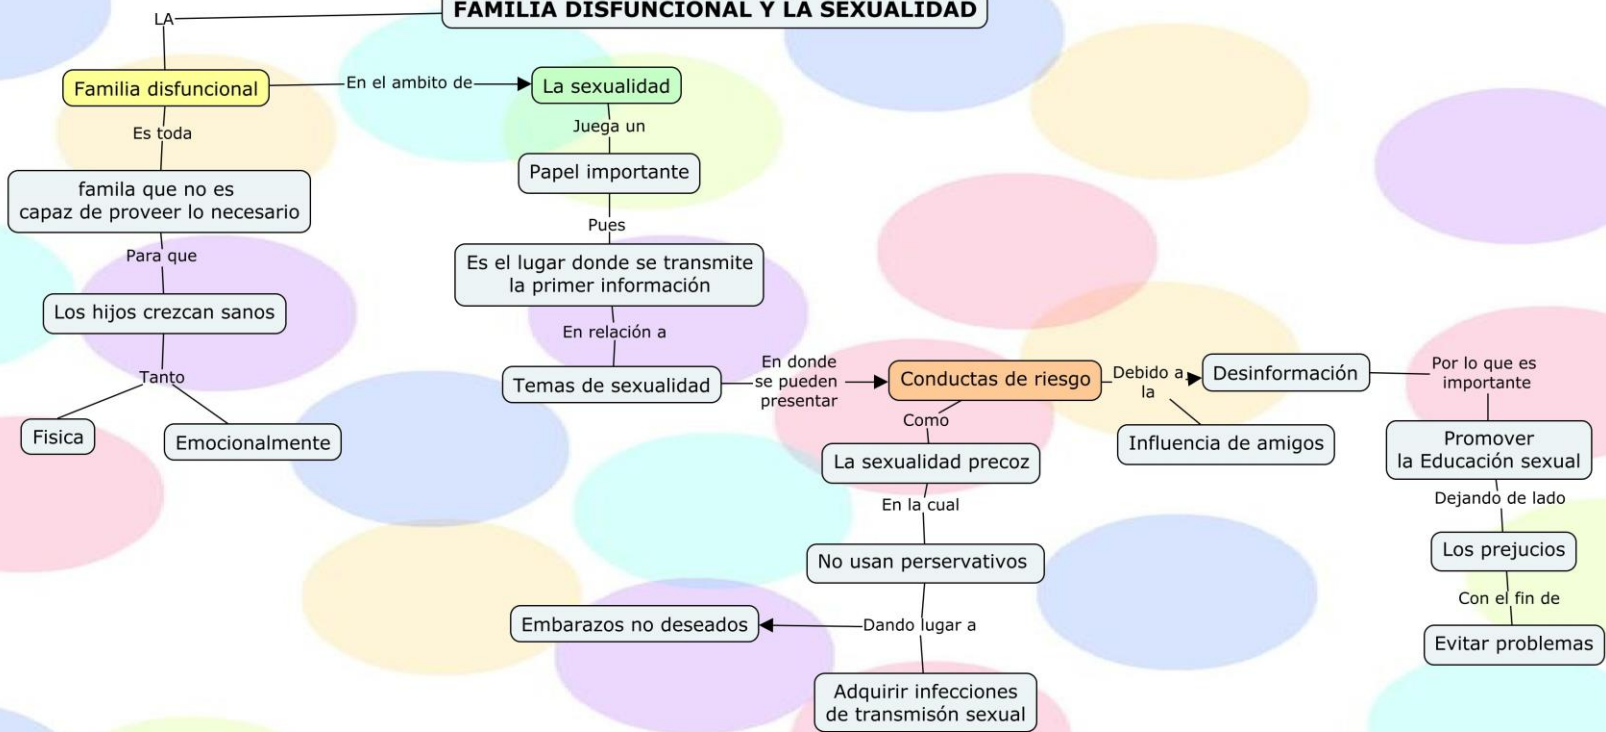 FAMILIA DISFUNCIONAL Y LA SEXUALIDAD
LA
Familia disfuncional
En el ambito de
La sexualidad
Es toda
famila que no es
capaz de proveer lo necesario
Para que
Los hijos crezcan sanos
Tanto
Fisica
Emocionalmente
Juega un
Papel importante
Pues
Es el lugar donde se transmite
la primer información
En relación a
Temas de sexualidad
En donde
se pueden
presentar
Conductas de riesgo
Como
La sexualidad precoz
En la cual
No usan perservativos
Dando lugar a
Embarazos no deseados
Adquirir infecciones
de transmisón sexual
Debido a
la
Desinformación
Influencia de amigos
Por lo que es
importante
Promover
la Educación sexual
Dejando de lado
Los prejucios
Con el fin de
Evitar problemas